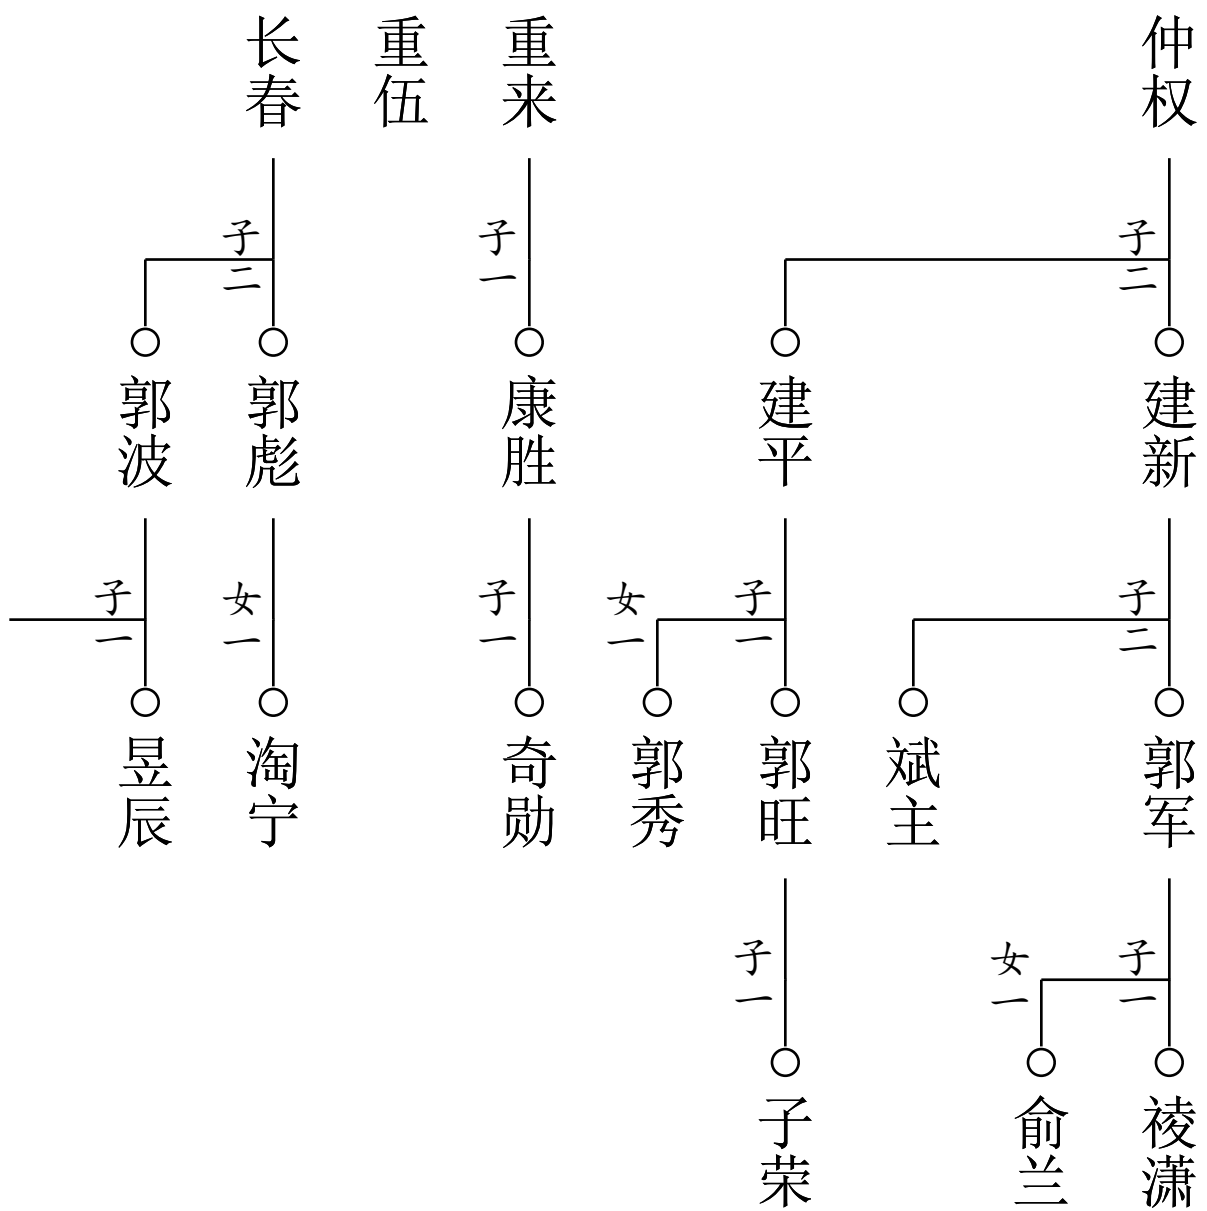 仲权
重来
重伍
长春
子二
子一
子二
建新
建平
康胜
郭彪
郭波
子二
子一
女一
子一
女一
子一
郭军
斌主
郭旺
郭秀
奇勋
淘宁
昱辰
子一
女一
子一
祾潇
俞兰
子荣